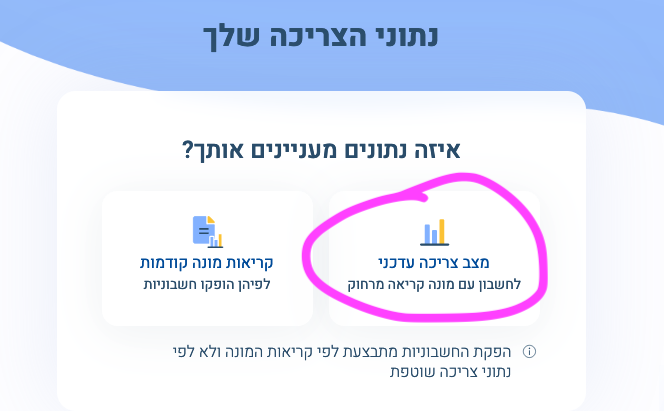 נתוני הצריכה שלך
איזה נתונים מעניינים אותך?
מצב צריכה עדכני
לחשבון עם מונה קריאה מרחוק
קריאות מונה קודמות
לפיהן הופקו חשבוניות
הפקת החשבוניות מתבצעת לפי קריאות המונה ולא לפי
נתוני צריכה שוטפת